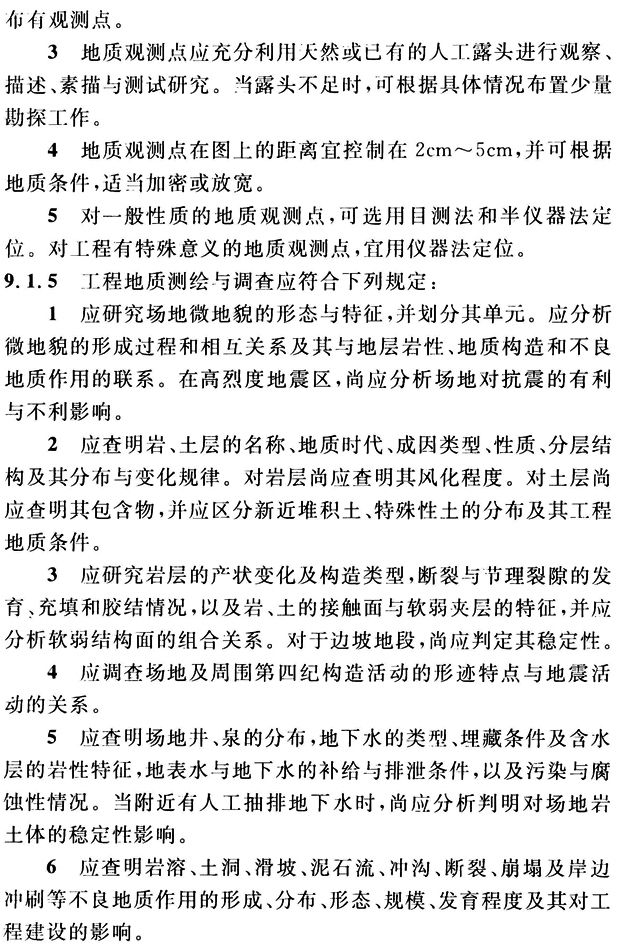 布有观测点。
3 地质观测点应充分利用天然或已有的人工露头进行观察、
描述、素描与测试研究。当露头不足时,可根据具体情况布置少量
勘探工作。
4 地质观测点在图上的距离宜控制在 2cm～5cm,并可根据
地质条件,适当加密或放宽。
5 对一般性质的地质观测点,可选用目测法和半仪器法定
位。对工程有特殊意义的地质观测点,宜用仪器法定位。
9.1.5 工程地质测绘与调查应符合下列规定:
1 应研究场地微地貌的形态与特征,并划分其单元。应分析
微地貌的形成过程和相互关系及其与地层岩性、地质构造和不良
地质作用的联系。在高烈度地震区,尚应分析场地对抗震的有利
与不利影响。
2 应查明岩、土层的名称、地质时代、成因类型、性质、分层结
构及其分布与变化规律。对岩层尚应查明其风化程度。对土层尚
应查明其包含物,并应区分新近堆积土、特殊性土的分布及其工程
地质条件。
3 应研究岩层的产状变化及构造类型,断裂与节理裂隙的发
育、充填和胶结情况,以及岩、土的接触面与软弱夹层的特征,并应
分析软弱结构面的组合关系。对于边坡地段,尚应判定其稳定性。
4 应调查场地及周围第四纪构造活动的形迹特点与地震活
动的关系。
5 应查明场地井、泉的分布,地下水的类型、埋藏条件及含水
层的岩性特征,地表水与地下水的补给与排泄条件,以及污染与腐
蚀性情况。当附近有人工抽排地下水时,尚应分析判明对场地岩
土体的稳定性影响。
6 应查明岩溶、土洞、滑坡、泥石流、冲沟、断裂、崩塌及岸边
冲刷等不良地质作用的形成、分布、形态、规模、发育程度及其对工
程建设的影响。